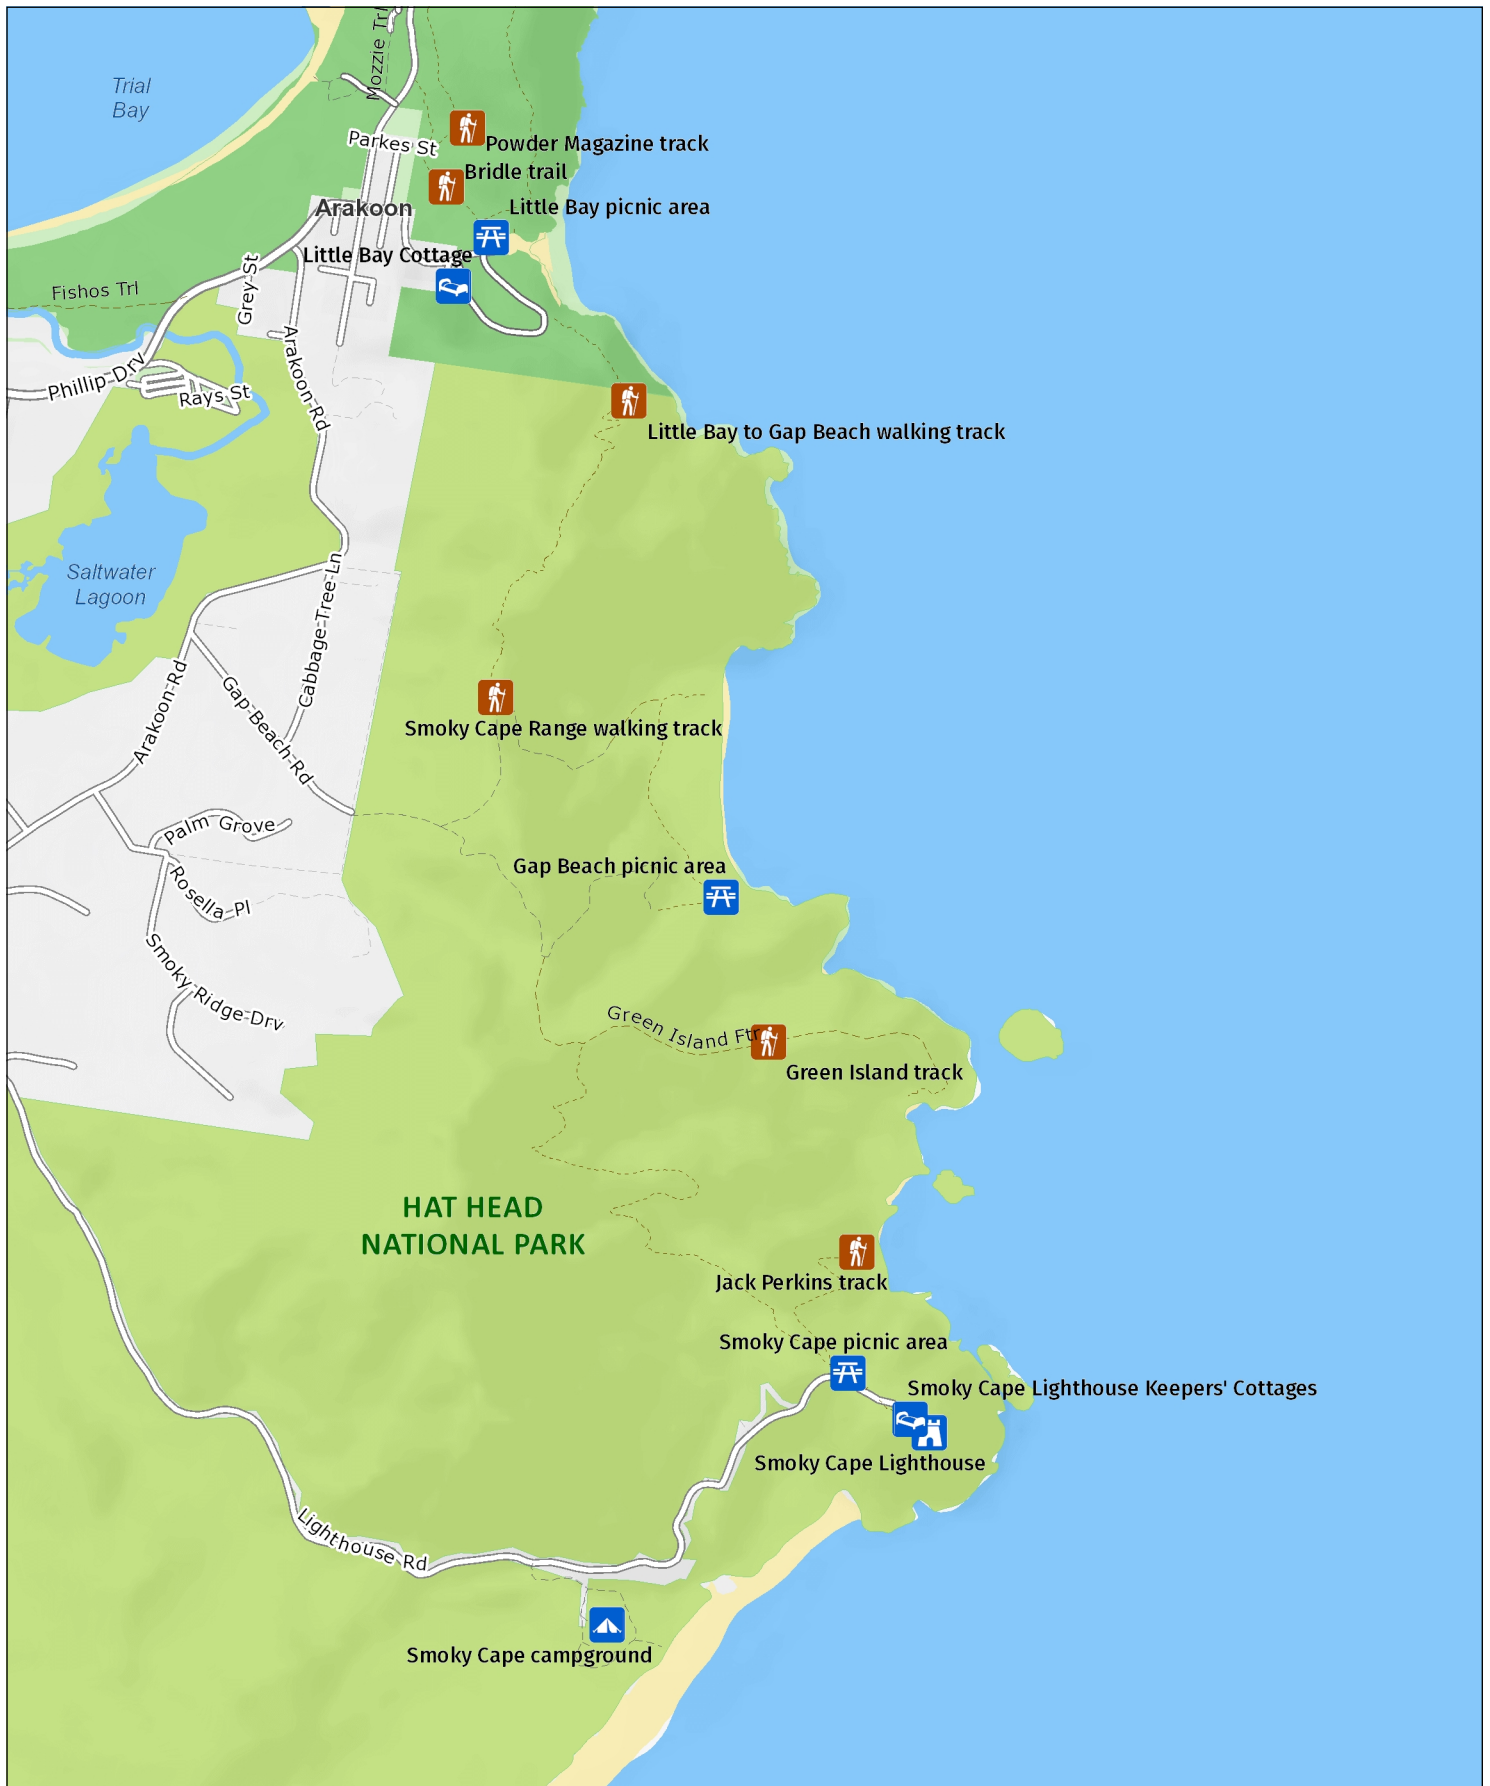 Mozzie Trl
Trial
Bay
Parkes St
Powder Magazine track
Bridle trail
Arakoon
Little Bay picnic area
Little Bay Cottage
Grey St
Fishos Trl
Arakoon Rd
Phillip Drv
Rays St
Little Bay to Gap Beach walking track
Saltwater
Lagoon
Cabbage Tree Ln
Arakoon Rd
Gap Beach Rd
Smoky Cape Range walking track
Palm Grove
Gap Beach picnic area
Rosella Pl
Smoky Ridge Drv
Green Island Ftr
Green Island track
HAT HEAD
NATIONAL PARK
Jack Perkins track
Smoky Cape picnic area
Smoky Cape Lighthouse Keepers' Cottages
Smoky Cape Lighthouse
Lighthouse Rd
Smoky Cape campground